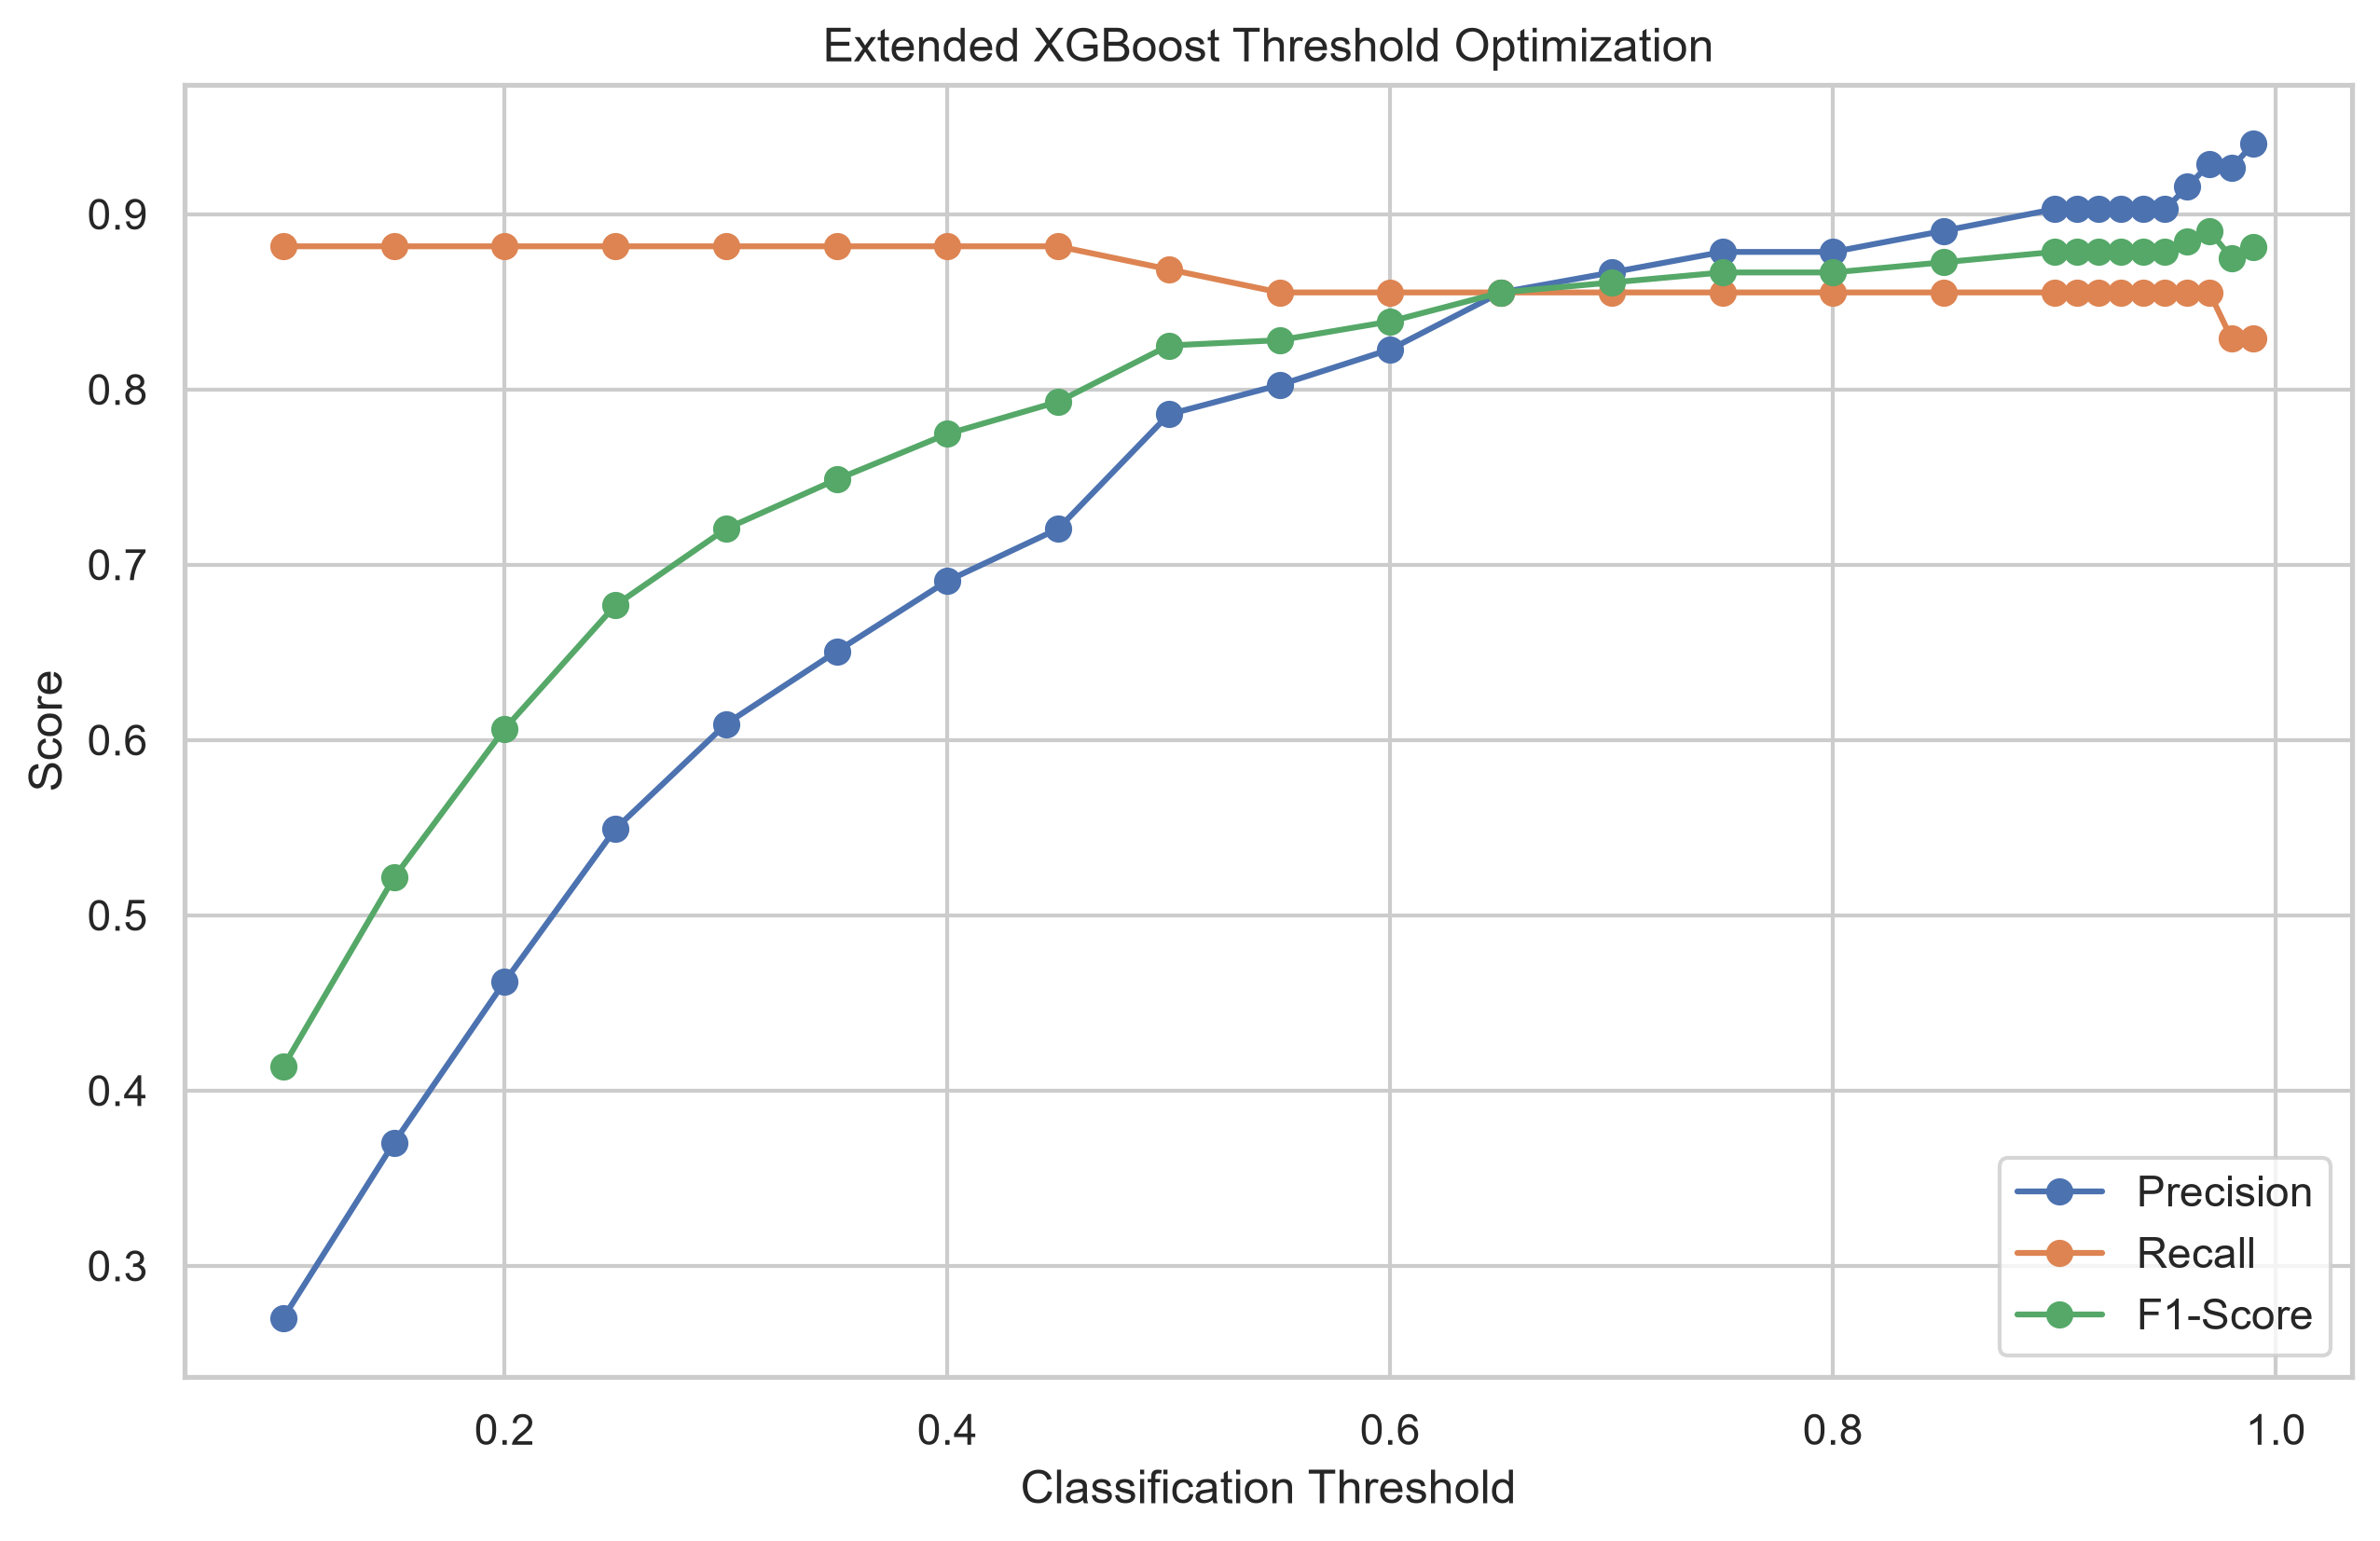 Extended XGBoost Threshold Optimization
0.9
0.8
0.7
0.6
0.5
0.4
0.3
Score
0.2 0.4 0.6 0.8 1.0
Classification Threshold
Precision
Recall
F1-Score